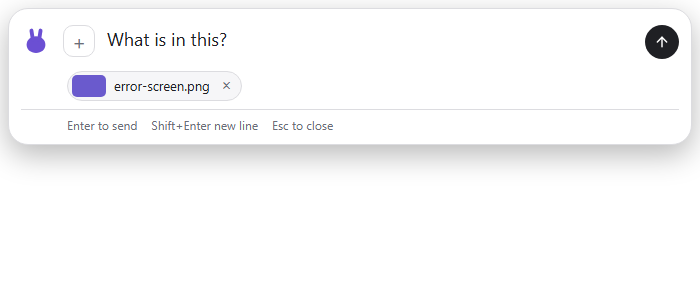 What is in this?
error-screen.png ×
Enter to send Shift+Enter new line Esc to close